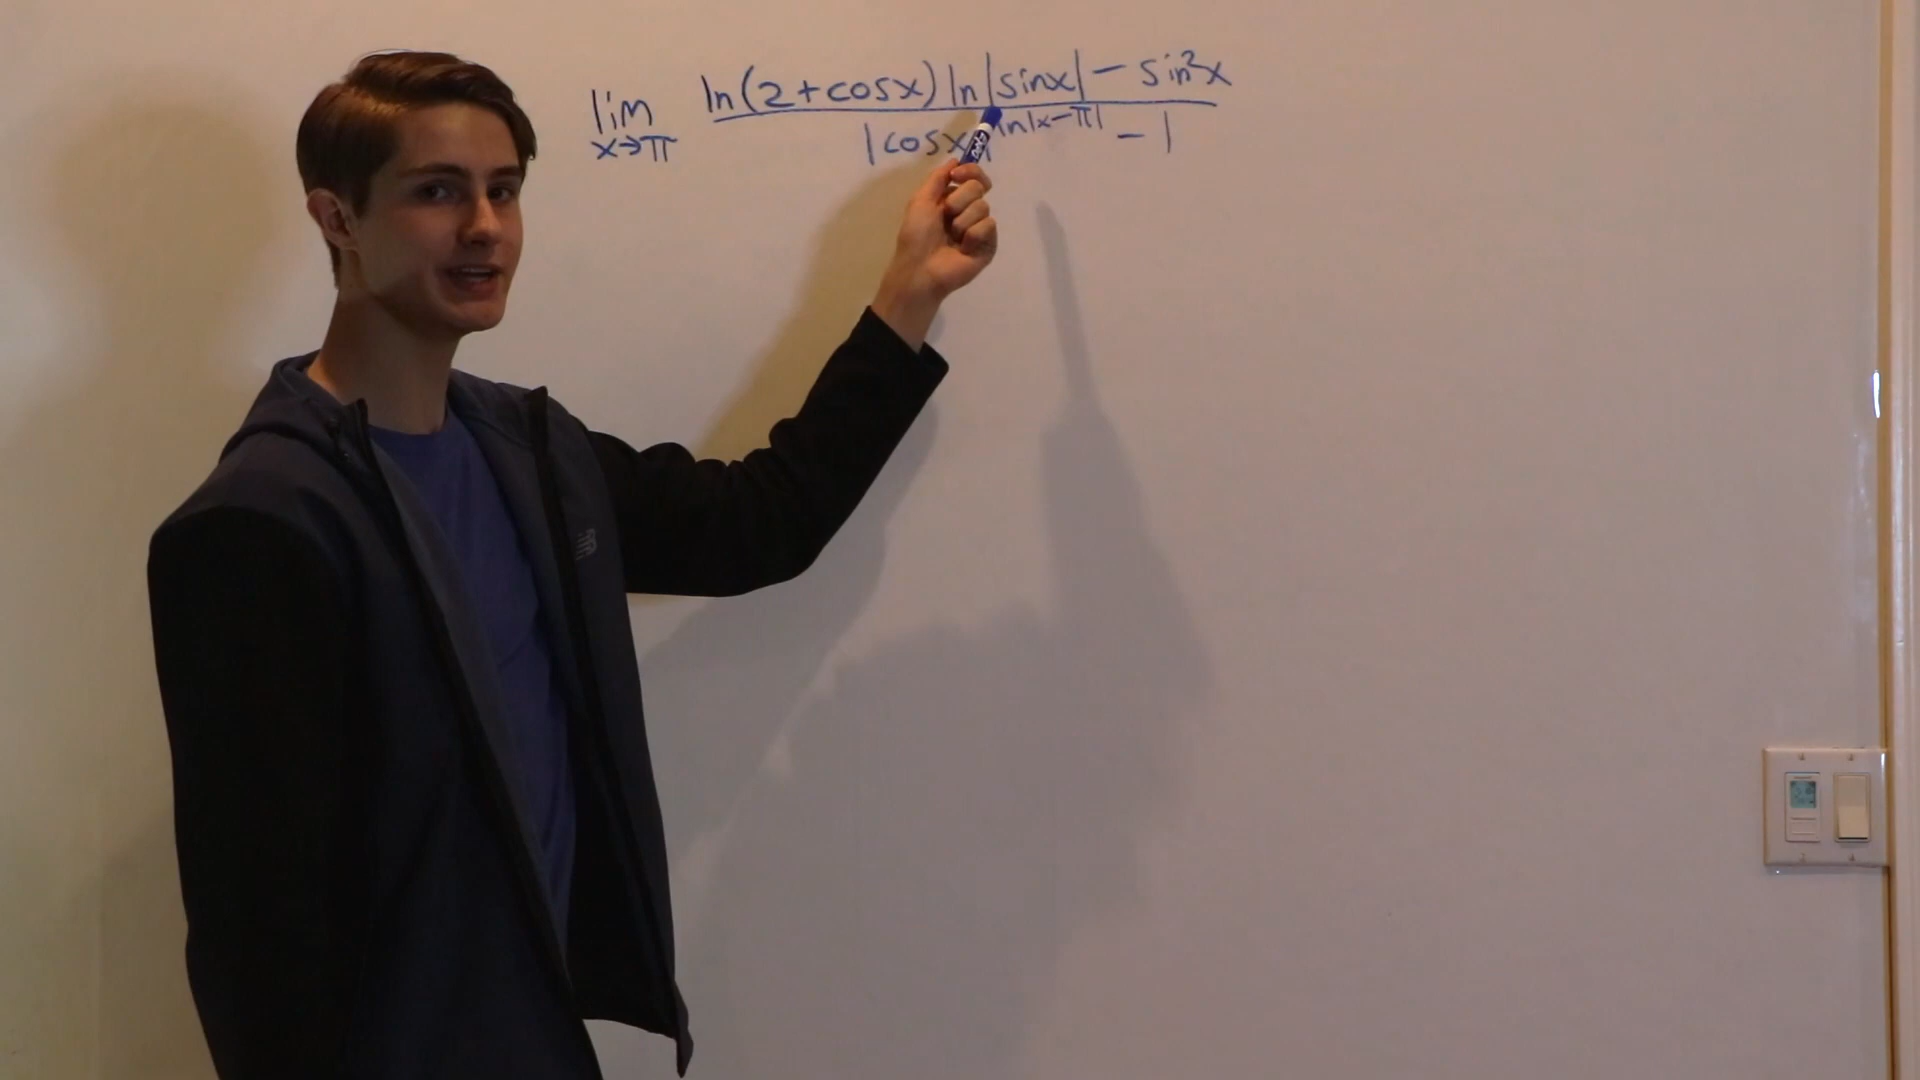 lim x→π
ln(2+cosx) ln|sinx| - sin²x
|cosx|^ln|x-π| - 1